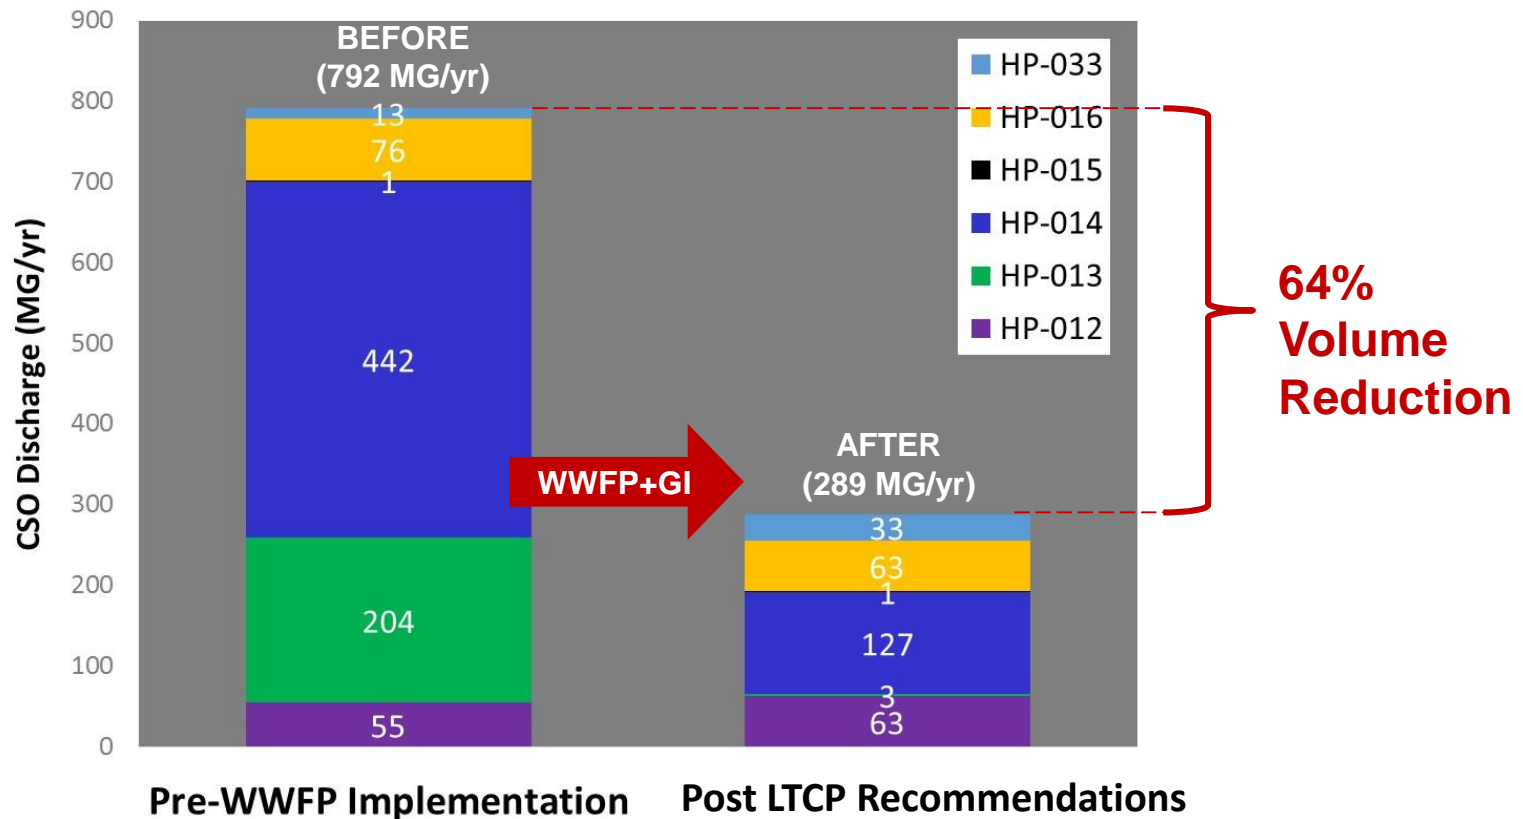 CSO Discharge (MG/yr)
900
800
700
600
500
400
300
200
100
0
BEFORE
(792 MG/yr)
13
76
1
442
204
55
WWFP+GI
AFTER
(289 MG/yr)
33
63
1
127
3
63
HP-033
HP-016
HP-015
HP-014
HP-013
HP-012
64%
Volume
Reduction
Pre-WWFP Implementation
Post LTCP Recommendations